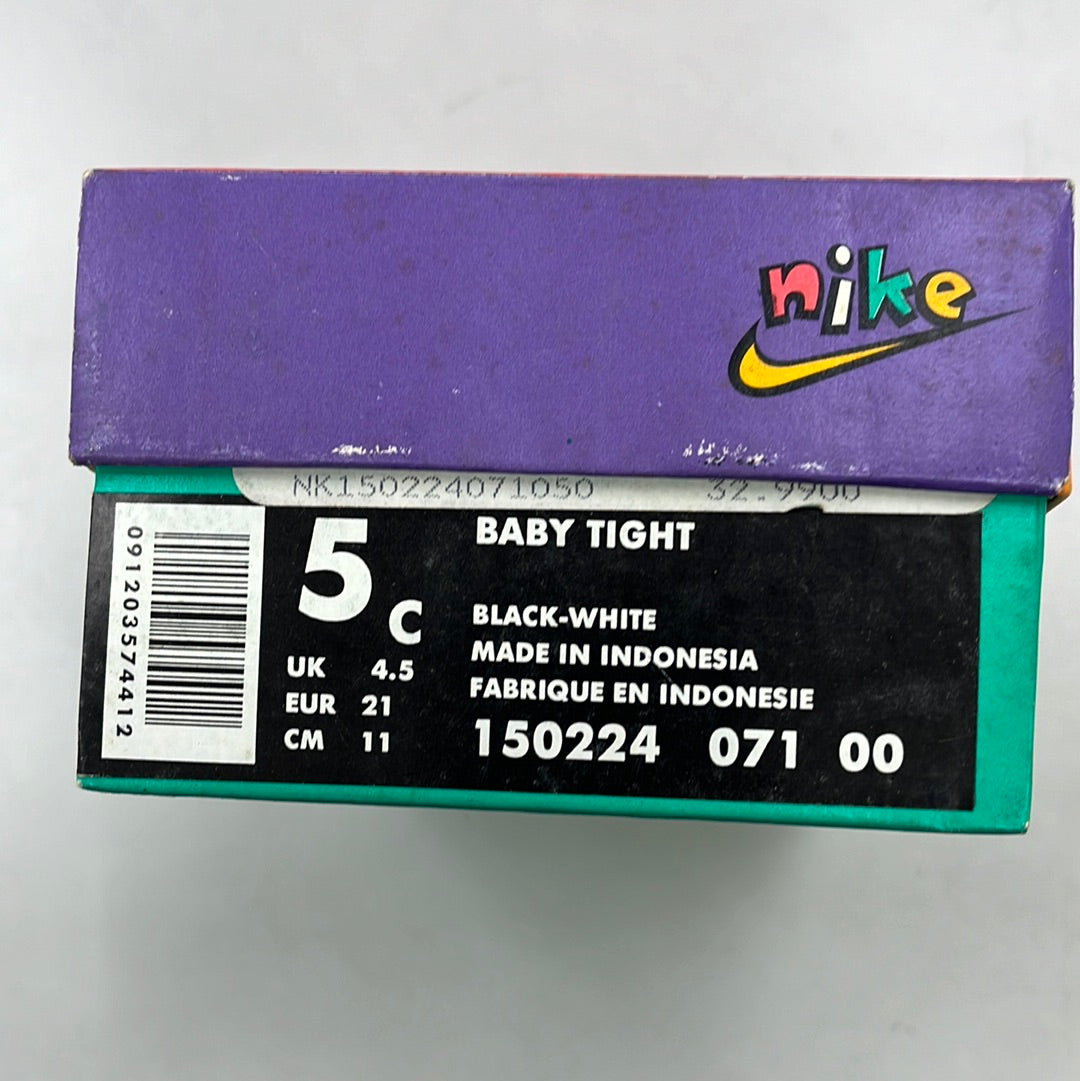 nike
NK150224071050 32.9900
091203574412
5 C
BABY TIGHT
BLACK-WHITE
MADE IN INDONESIA
FABRIQUE EN INDONESIE
UK 4.5
EUR 21
CM 11
150224 071 00